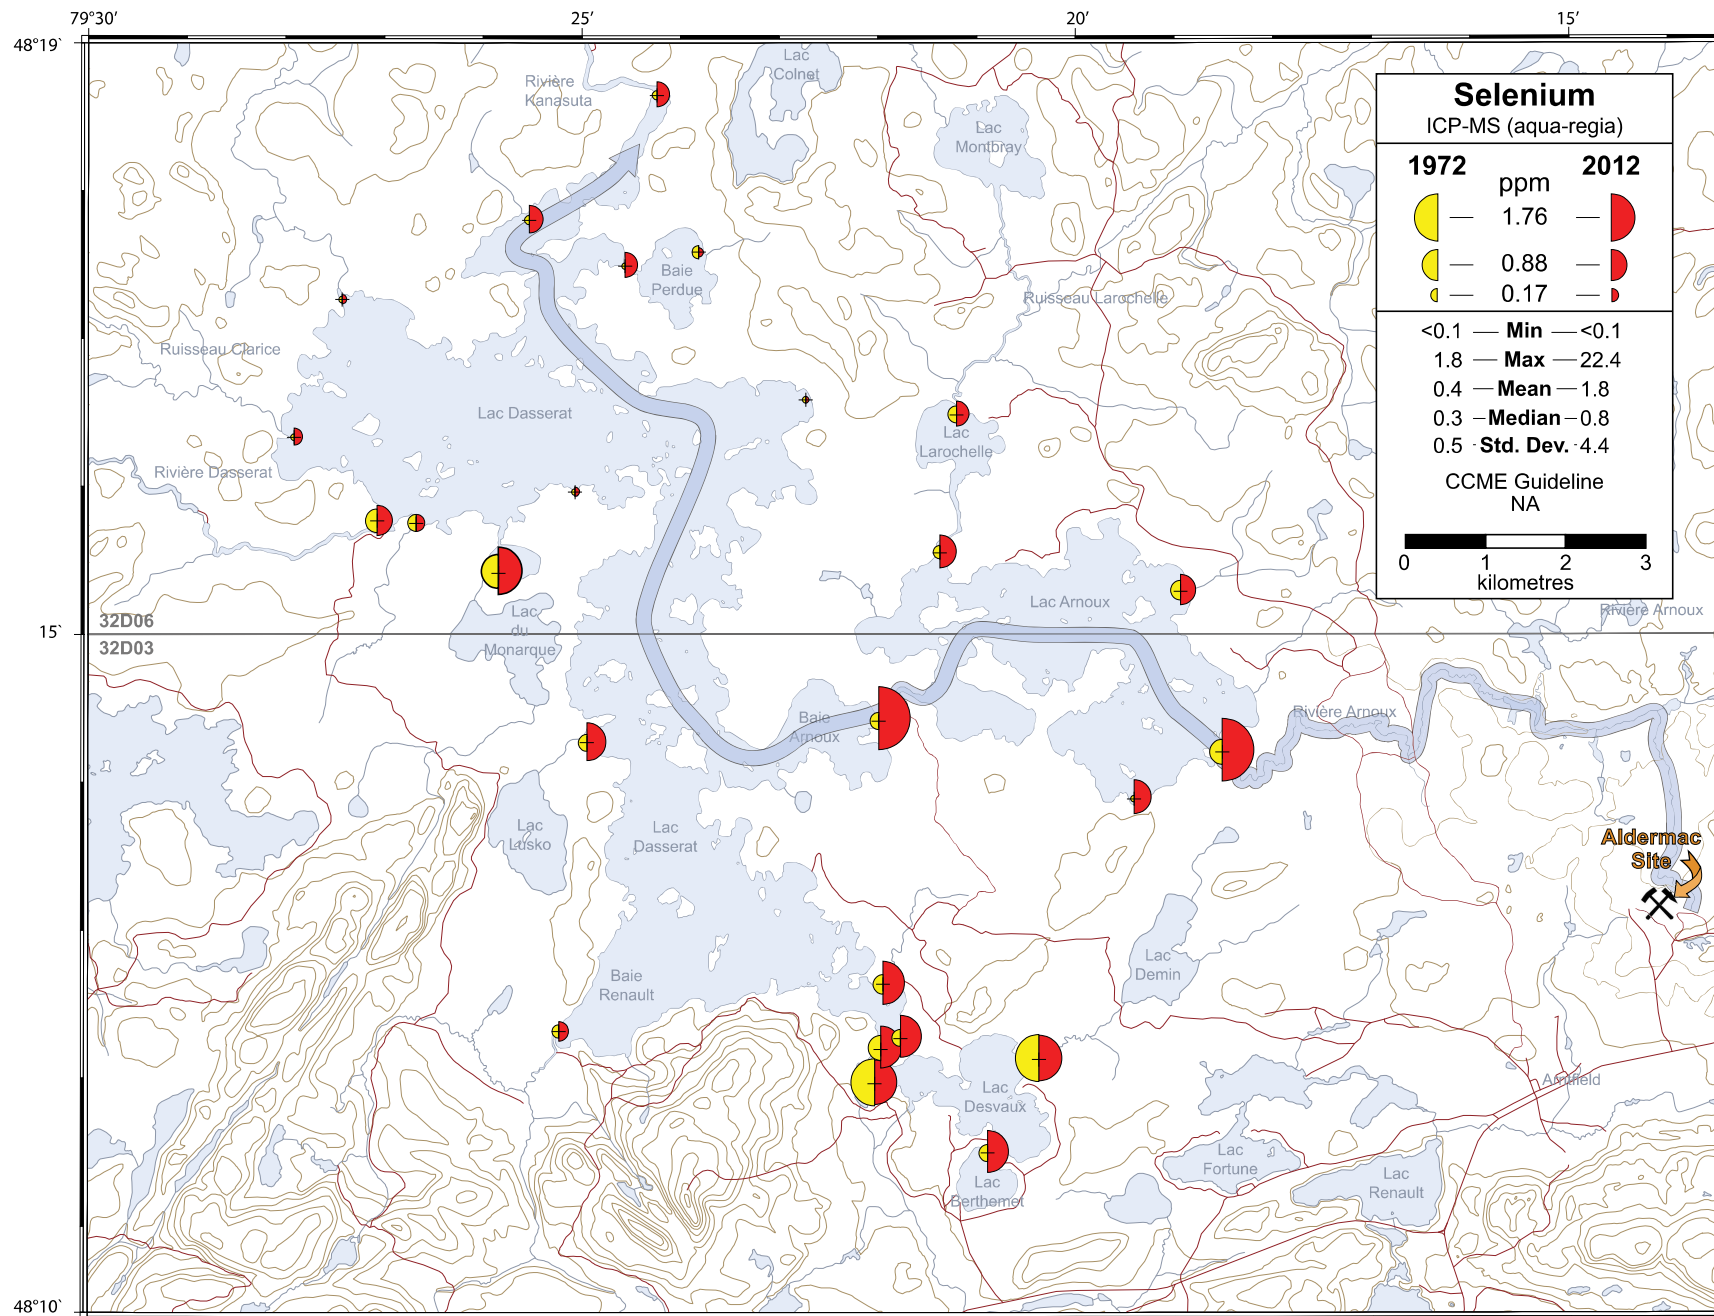 79°30′ 25′ 20′ 15′
48°19`
Lac
Colnet
Rivière
Kanasuta
Lac
Montbray
Selenium
ICP-MS (aqua-regia)
1972 2012
ppm
1.76
0.88
0.17
<0.1 Min <0.1
1.8 Max 22.4
0.4 Mean 1.8
0.3 Median 0.8
0.5 Std. Dev. 4.4
CCME Guideline
NA
0 1 2 3
kilometres
Baie
Perdue
Ruisseau Larochelle
Ruisseau Clarice
Lac Dasserat
Lac
Larochelle
Rivière Dasserat
Lac Arnoux
Rivière Arnoux
32D06
15`
32D03
Lac
du
Monarque
Baie
Arnoux
Rivière Arnoux
Lac
Lusko
Lac
Dasserat
Aldermac
Site
Lac
Demin
Baie
Renault
Lac
Desvaux
Arntfield
Lac
Fortune
Lac
Renault
Lac
Berthemet
48°10`